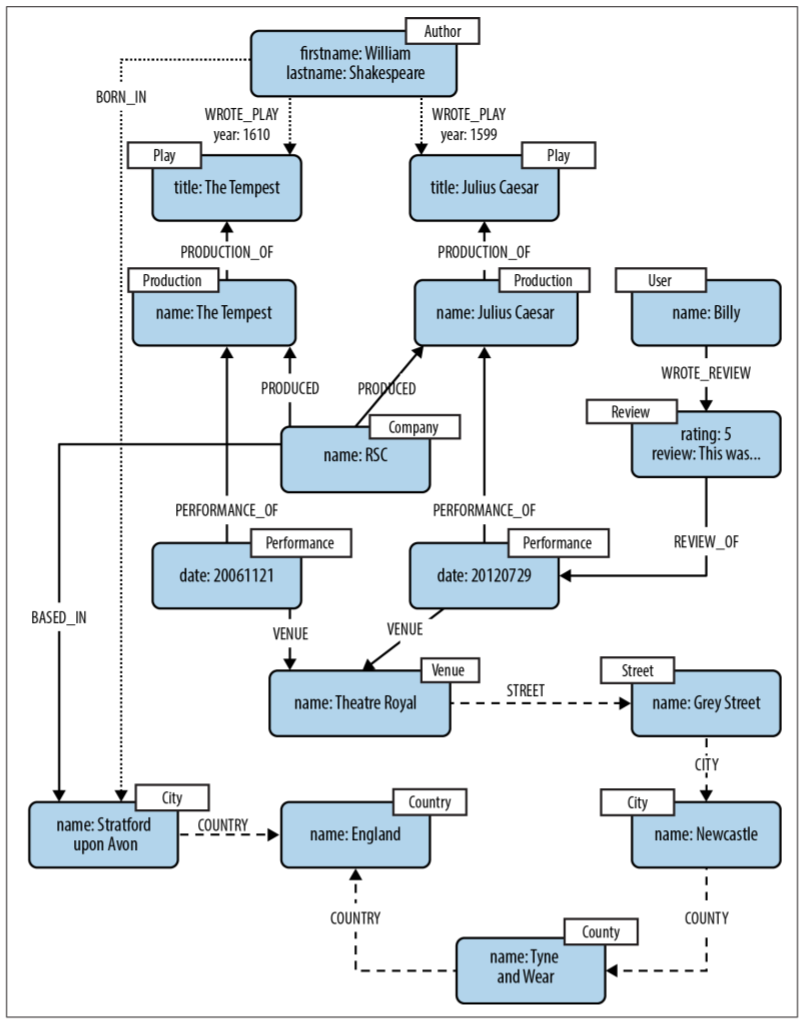 Author
firstname: William
lastname: Shakespeare
BORN_IN
WROTE_PLAY
year: 1610
WROTE_PLAY
year: 1599
Play
title: The Tempest
Play
title: Julius Caesar
PRODUCTION_OF
PRODUCTION_OF
Production
name: The Tempest
Production
name: Julius Caesar
User
name: Billy
PRODUCED
PRODUCED
WROTE_REVIEW
Company
name: RSC
Review
rating: 5
review: This was...
PERFORMANCE_OF
PERFORMANCE_OF
Performance
date: 20061121
Performance
date: 20120729
REVIEW_OF
BASED_IN
VENUE
VENUE
Venue
name: Theatre Royal
STREET
Street
name: Grey Street
CITY
City
name: Stratford
upon Avon
COUNTRY
Country
name: England
City
name: Newcastle
COUNTRY
COUNTY
County
name: Tyne
and Wear